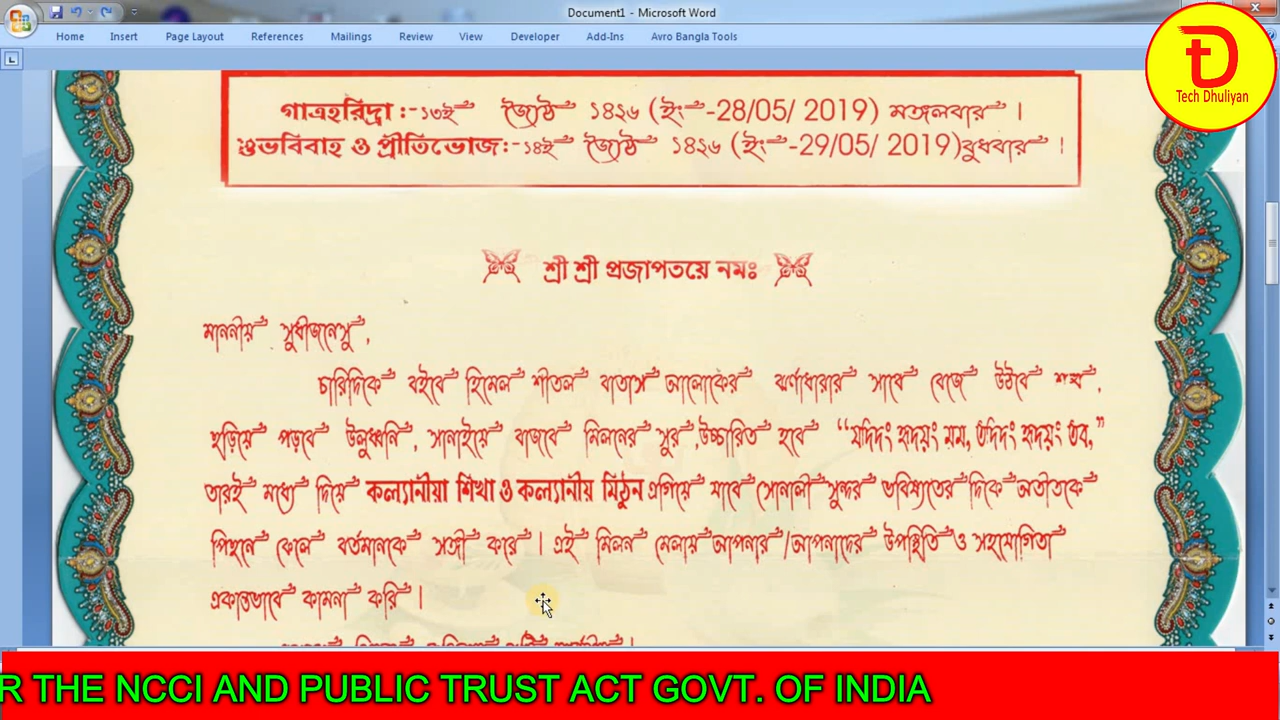 Document1 - Microsoft Word
Home Insert Page Layout References Mailings Review View Developer Add-Ins Avro Bangla Tools
Tech Dhuliyan
গাত্রহরিদ্রা :-১৩ই জ্যৈষ্ঠ ১৪২৬ (ইং-28/05/ 2019) মঙ্গলবার ।
শুভবিবাহ ও প্রীতিভোজ:-১৪ই জ্যৈষ্ঠ ১৪২৬ (ইং-29/05/ 2019)বুধবার ।
শ্রী শ্রী প্রজাপতয়ে নমঃ
মাননীয় সুধীজনেসু,
চারিদিকে বইবে হিমেল শীতল বাতাস আলোকের ঝর্ণাধারার সাথে বেজে উঠবে শঙ্খ,
ছড়িয়ে পড়বে উলুধ্বনি, সানাইয়ে বাজবে মিলনের সুর,উচ্চারিত হবে “যদিদং হৃদয়ং মম, তদিদং হৃদয়ং তব,”
তারই মধ্যে দিয়ে কল্যানীয়া শিখা ও কল্যানীয় মিঠুন এগিয়ে যাবে সোনালী সুন্দর ভবিষ্যতের দিকে অতীতকে
পিছনে ফেলে বর্তমানকে সঙ্গী করে । এই মিলন মেলায় আপনার/আপনাদের উপস্থিতি ও সহযোগিতা
একান্তভাবে কামনা করি ।
R THE NCCI AND PUBLIC TRUST ACT GOVT. OF INDIA